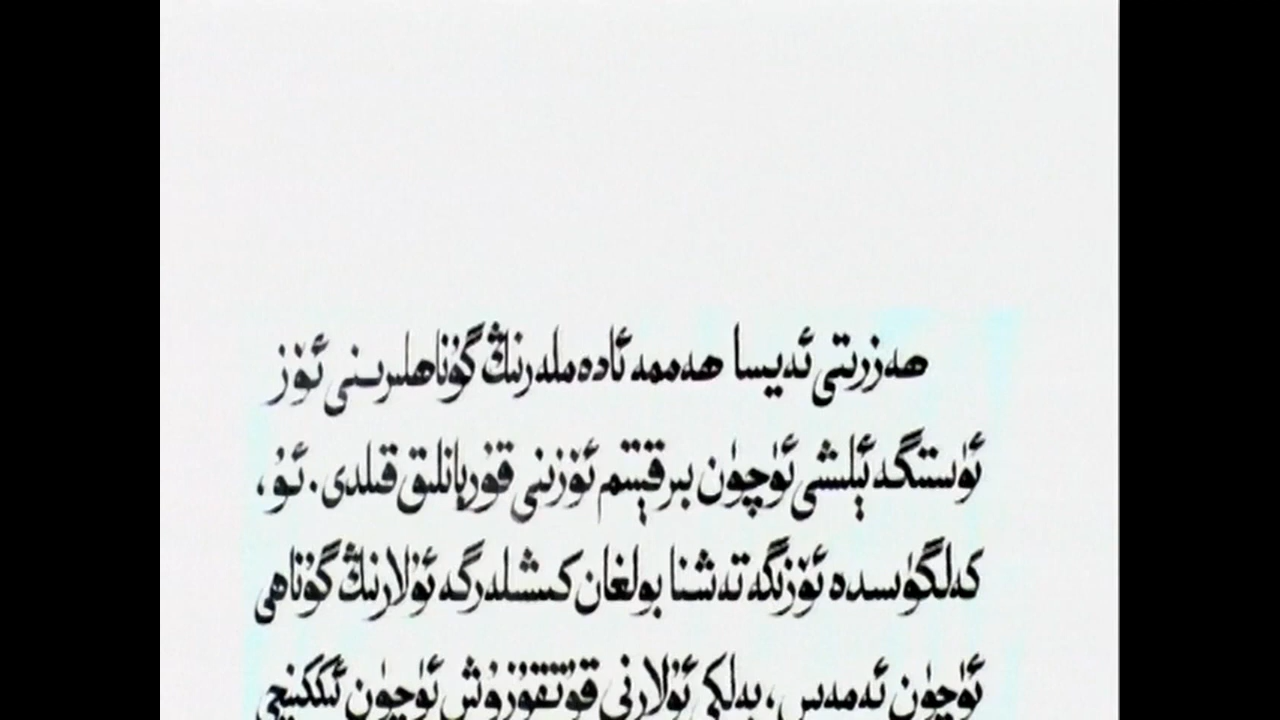 ھەزرىتى ئەيسا ھەممە ئادەملەرنىڭ گۇناھلىرىنى ئۆز
ئۈستىگە ئېلىشى ئۈچۈن بىر قېتىم ئۆزىنى قۇربانلىق قىلدى. ئۇ،
كەلگۈسىدە ئۆزىگە تەشنا بولغان كىشىلەرگە ئۇلارنىڭ گۇناھى
ئۈچۈن ئەمەس، بەلكى ئۇلارنى قۇتقۇزۇش ئۈچۈن ئىككىنچى